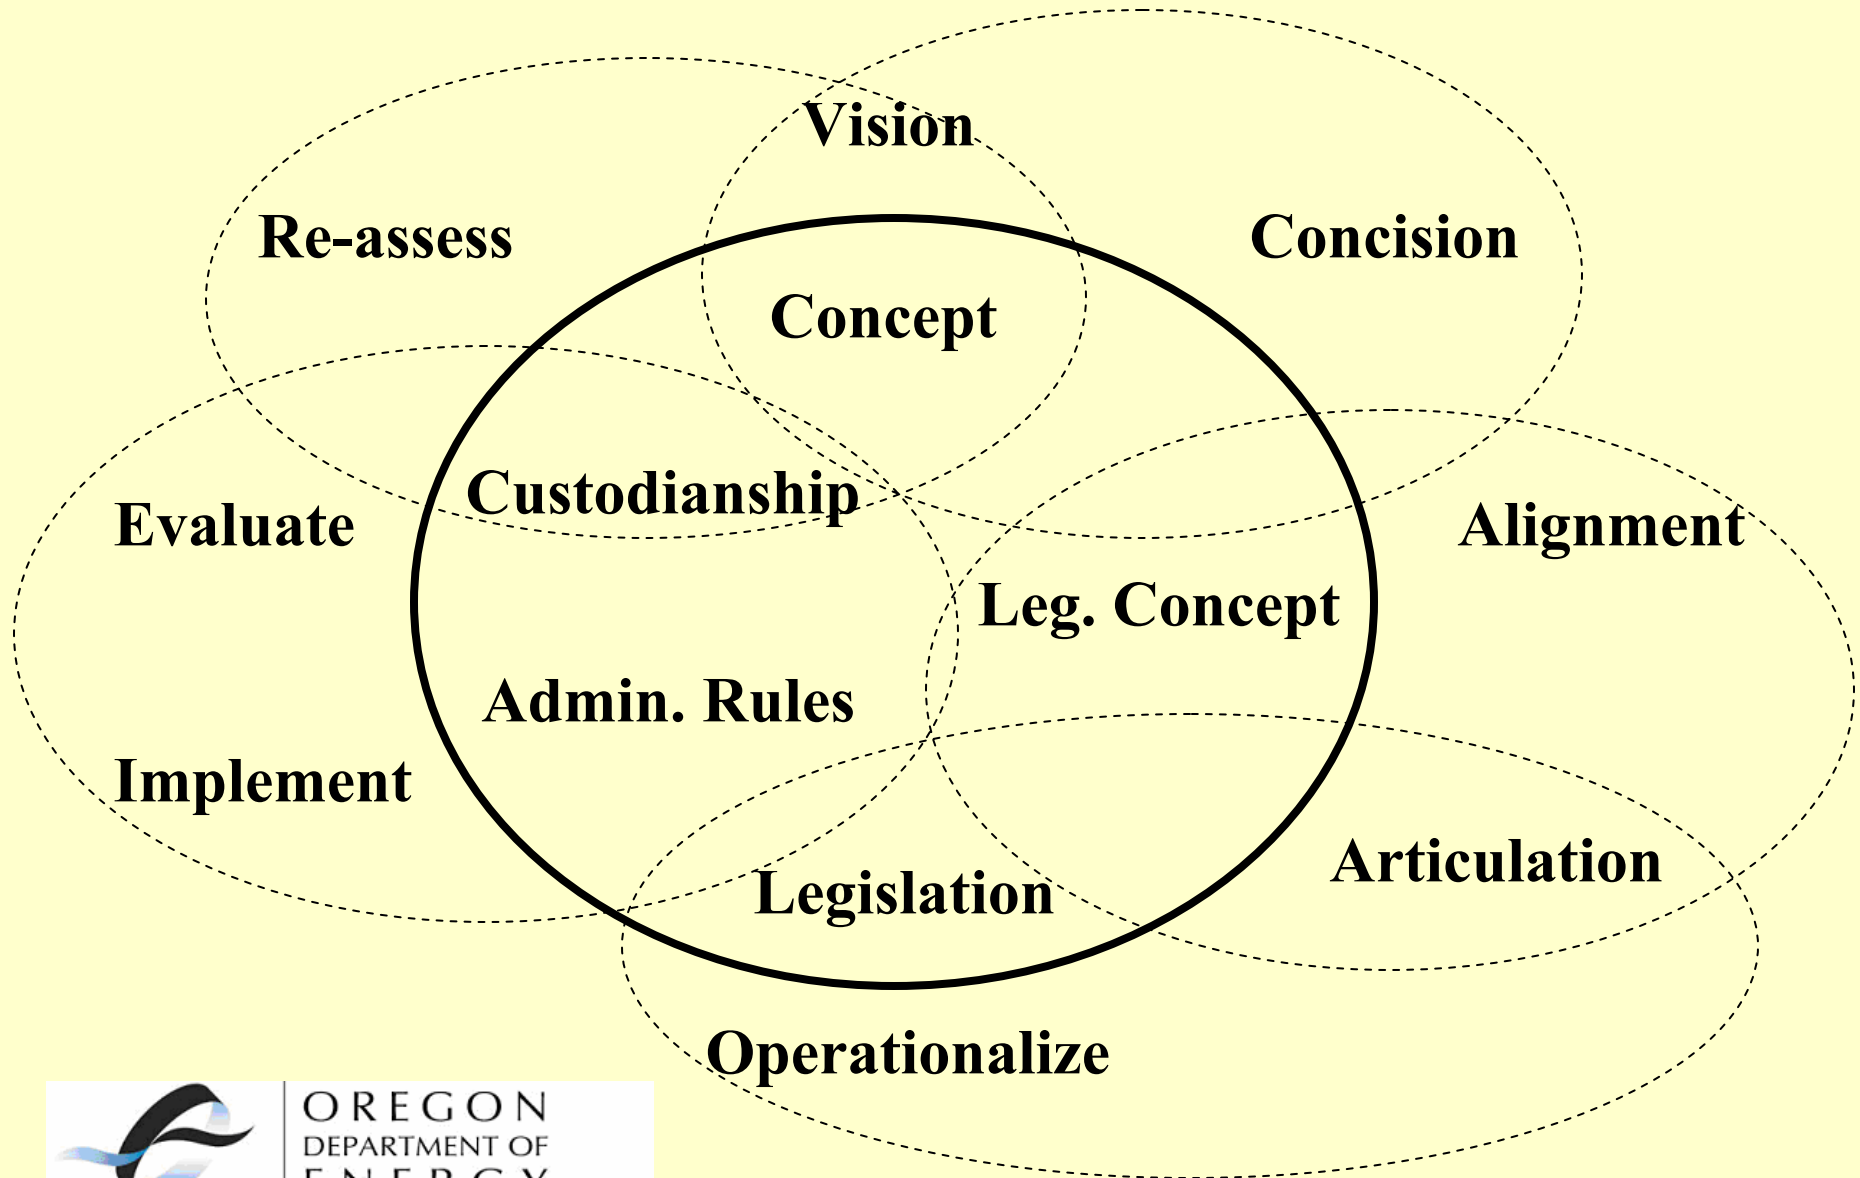 Vision
Re-assess
Concision
Concept
Custodianship
Evaluate
Alignment
Leg. Concept
Admin. Rules
Implement
Articulation
Legislation
Operationalize
OREGON
DEPARTMENT OF
ENERGY